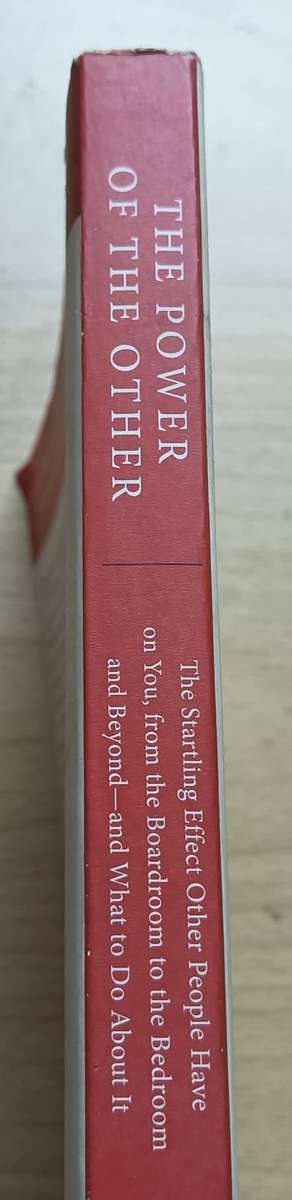 THE POWER
OF THE OTHER
The Startling Effect Other People Have
on You, from the Boardroom to the Bedroom
and Beyond—and What to Do About It